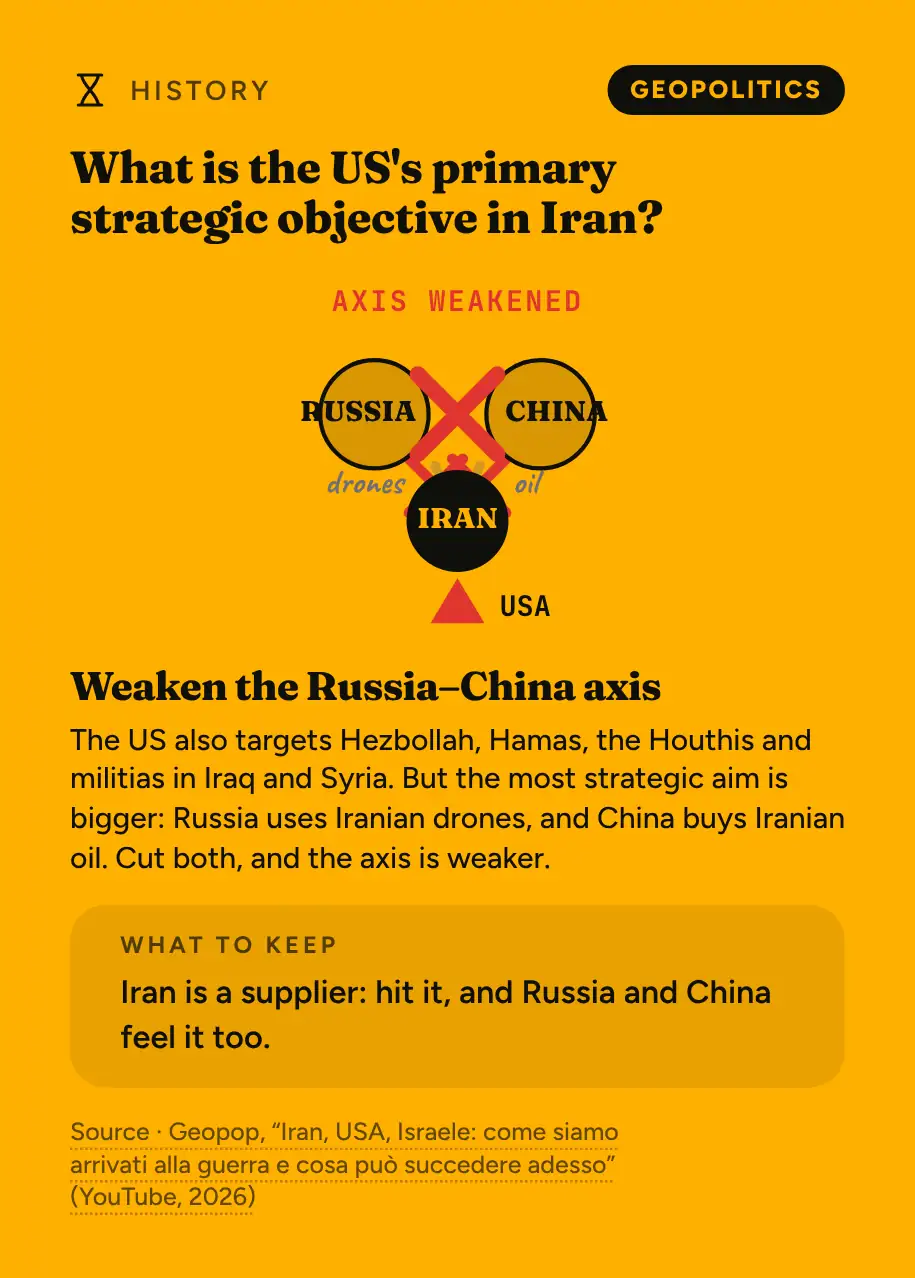 HISTORY
GEOPOLITICS
What is the US's primary
strategic objective in Iran?
AXIS WEAKENED
RUSSIA
CHINA
drones
oil
IRAN
USA
Weaken the Russia–China axis
The US also targets Hezbollah, Hamas, the Houthis and
militias in Iraq and Syria. But the most strategic aim is
bigger: Russia uses Iranian drones, and China buys Iranian
oil. Cut both, and the axis is weaker.
WHAT TO KEEP
Iran is a supplier: hit it, and Russia and China
feel it too.
Source · Geopop, “Iran, USA, Israele: come siamo
arrivati alla guerra e cosa può succedere adesso”
(YouTube, 2026)